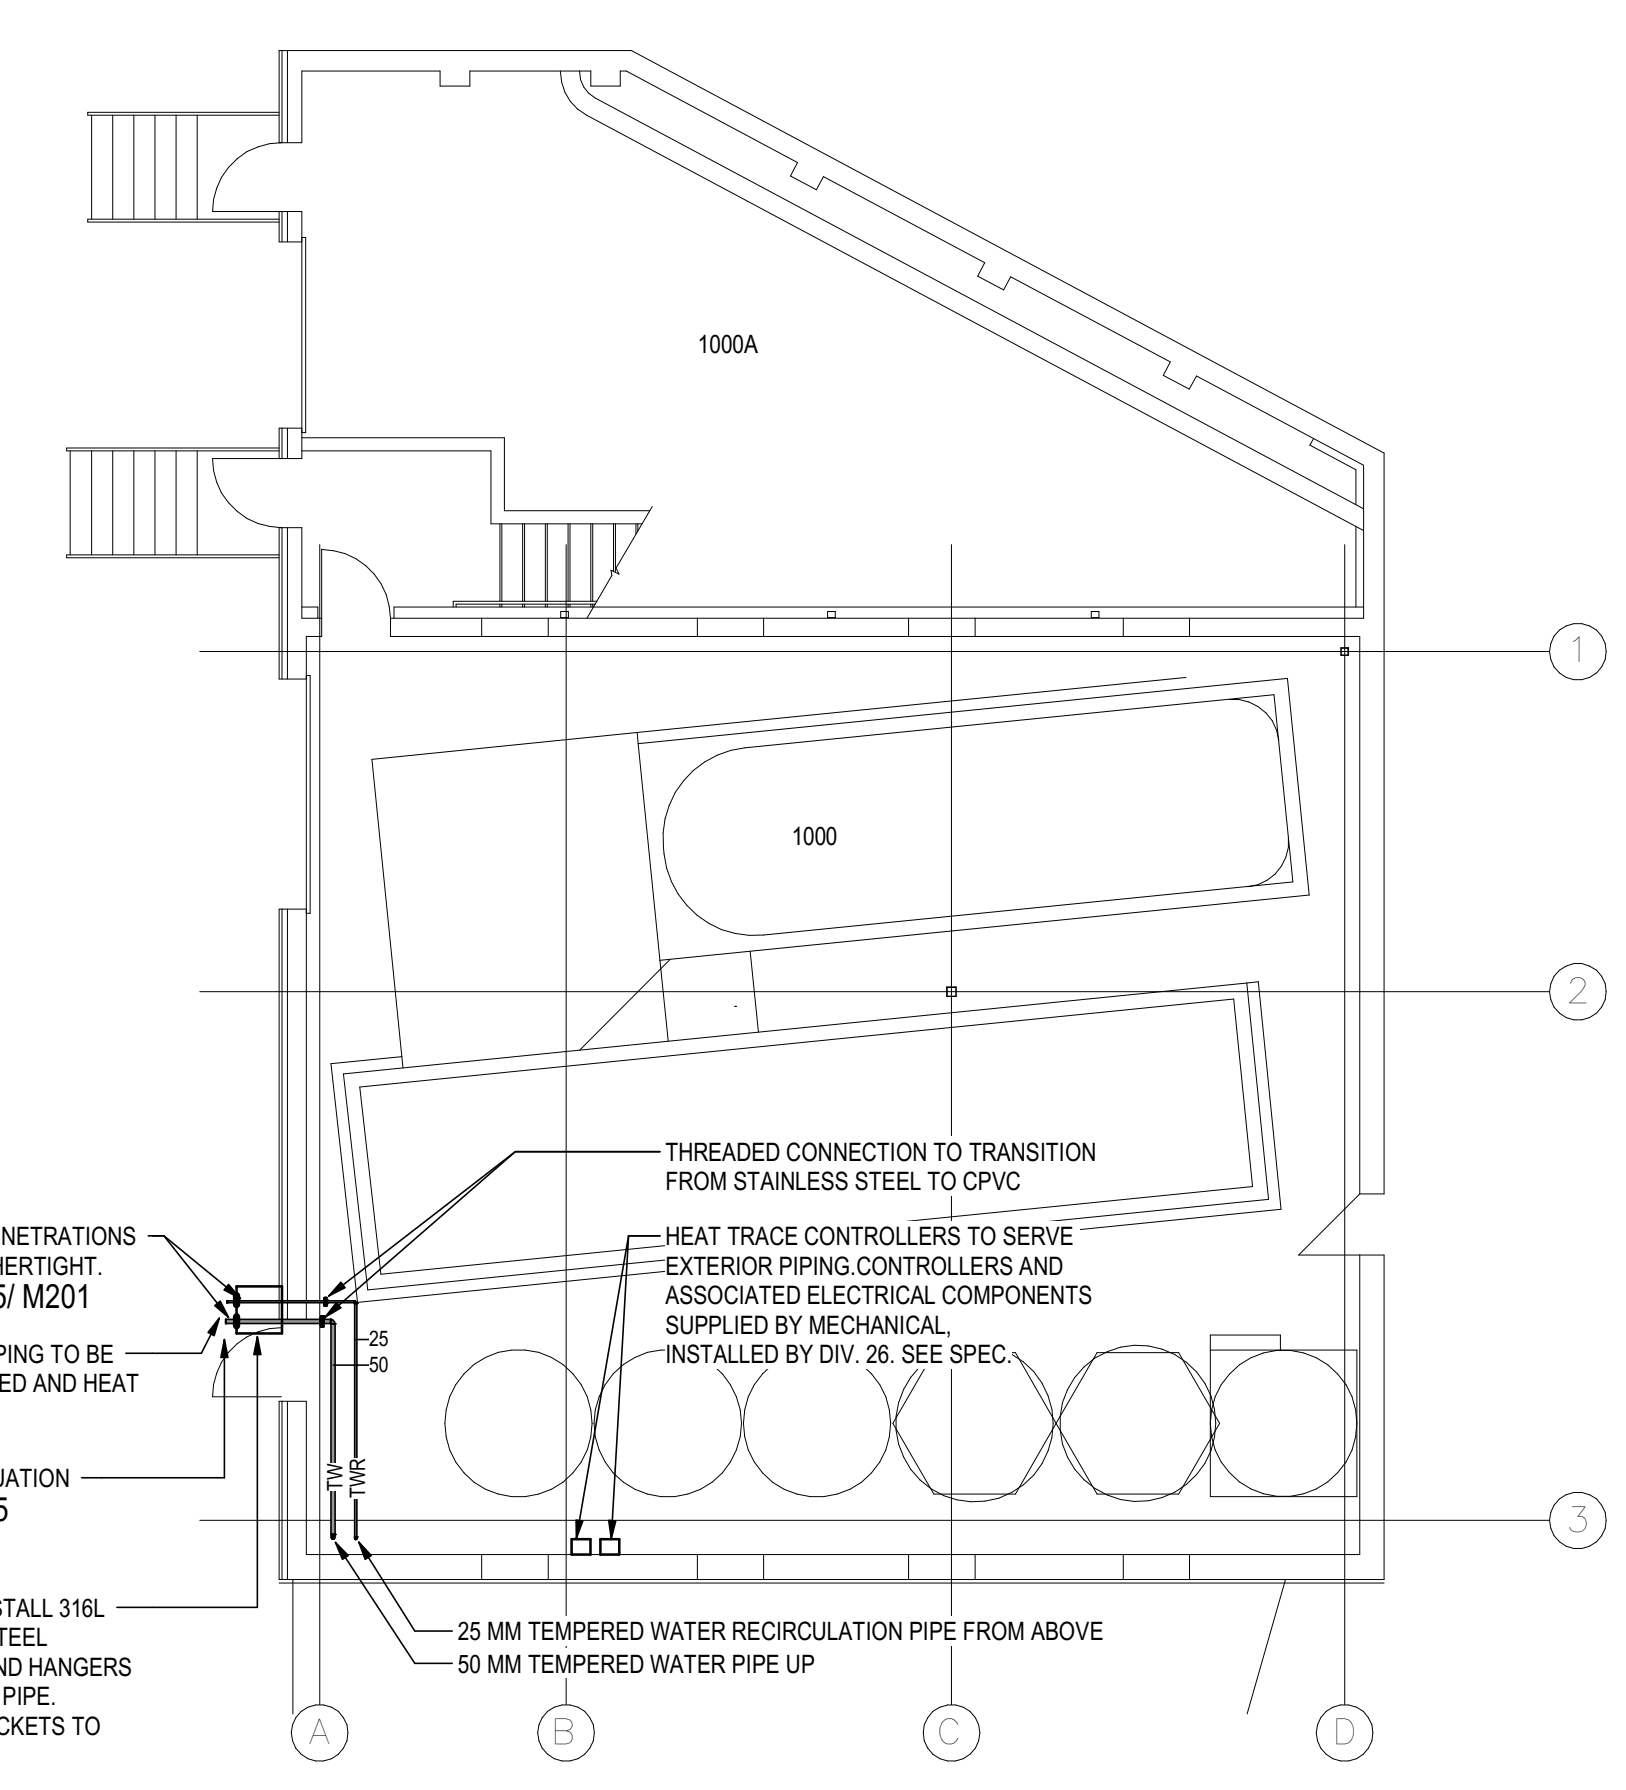 1000A
1
1000
2
THREADED CONNECTION TO TRANSITION
FROM STAINLESS STEEL TO CPVC
NETRATIONS
HERTIGHT.
5/ M201
HEAT TRACE CONTROLLERS TO SERVE
EXTERIOR PIPING.CONTROLLERS AND
ASSOCIATED ELECTRICAL COMPONENTS
SUPPLIED BY MECHANICAL,
INSTALLED BY DIV. 26. SEE SPEC.
PING TO BE
ED AND HEAT
25
50
UATION
5
TW
TWR
3
STALL 316L
TEEL
ND HANGERS
PIPE.
CKETS TO
25 MM TEMPERED WATER RECIRCULATION PIPE FROM ABOVE
50 MM TEMPERED WATER PIPE UP
A
B
C
D